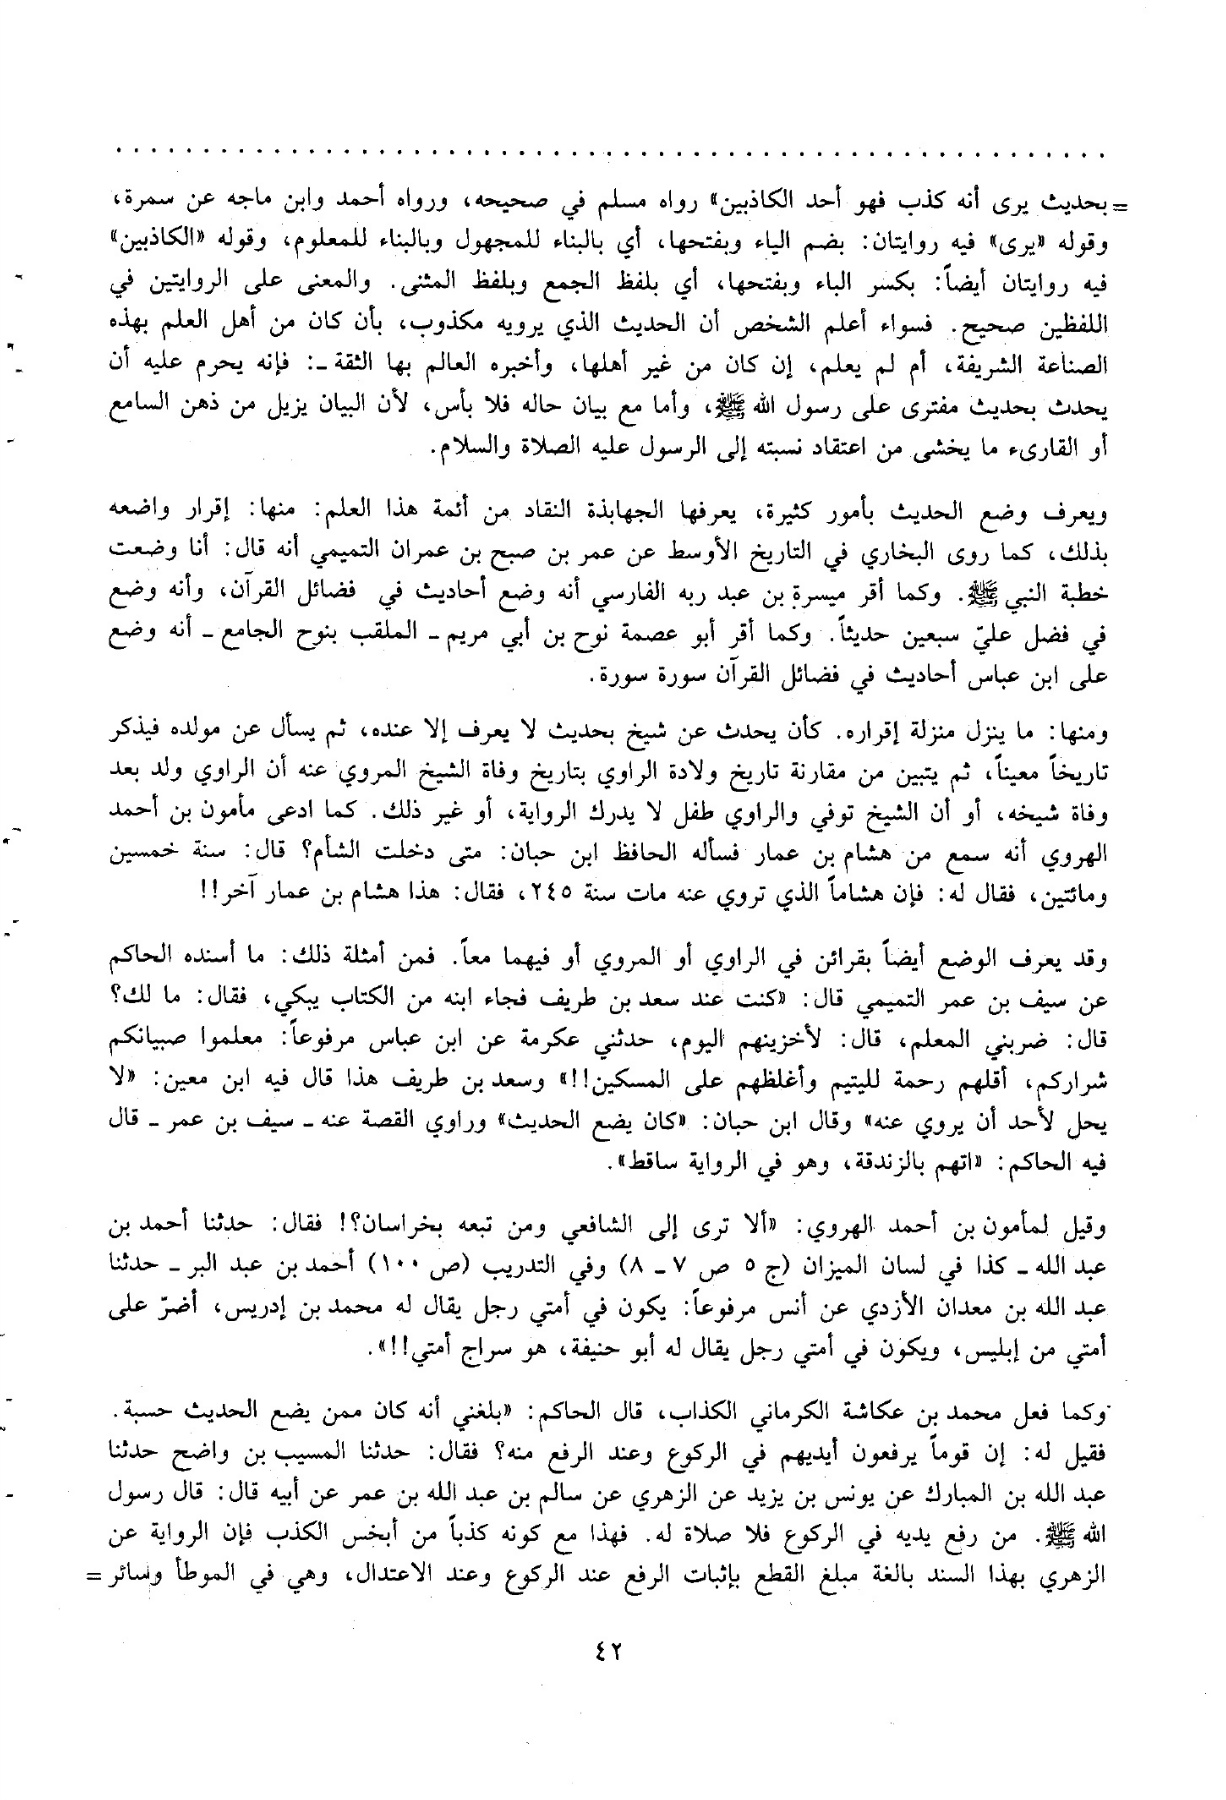 = بحديث يرى أنه كذب فهو أحد الكاذبين» رواه مسلم في صحيحه، ورواه أحمد وابن ماجه عن سمرة،
وقوله «يرى» فيه روايتان: بضم الياء وبفتحها، أي بالبناء للمجهول وبالبناء للمعلوم، وقوله «الكاذبين»
فيه روايتان أيضاً: بكسر الباء وبفتحها، أي بلفظ الجمع وبلفظ المثنى. والمعنى على الروايتين في
اللفظين صحيح. فسواء أعلم الشخص أن الحديث الذي يرويه مكذوب، بأن كان من أهل العلم بهذه
الصناعة الشريفة، أم لم يعلم، إن كان من غير أهلها، وأخبره العالم بها الثقة ـ: فإنه يحرم عليه أن
يحدث بحديث مفترى على رسول الله ﷺ، وأما مع بيان حاله فلا بأس، لأن البيان يزيل من ذهن السامع
أو القارىء ما يخشى من اعتقاد نسبته إلى الرسول عليه الصلاة والسلام.
ويعرف وضع الحديث بأمور كثيرة، يعرفها الجهابذة النقاد من أئمة هذا العلم: منها: إقرار واضعه
بذلك، كما روى البخاري في التاريخ الأوسط عن عمر بن صبح بن عمران التميمي أنه قال: أنا وضعت
خطبة النبي ﷺ. وكما أقر ميسرة بن عبد ربه الفارسي أنه وضع أحاديث في فضائل القرآن، وأنه وضع
في فضل عليّ سبعين حديثاً. وكما أقر أبو عصمة نوح بن أبي مريم ـ الملقب بنوح الجامع ـ أنه وضع
على ابن عباس أحاديث في فضائل القرآن سورة سورة.
ومنها: ما ينزل منزلة إقراره. كأن يحدث عن شيخ بحديث لا يعرف إلا عنده، ثم يسأل عن مولده فيذكر
تاريخاً معيناً، ثم يتبين من مقارنة تاريخ ولادة الراوي بتاريخ وفاة الشيخ المروي عنه أن الراوي ولد بعد
وفاة شيخه، أو أن الشيخ توفي والراوي طفل لا يدرك الرواية، أو غير ذلك. كما ادعى مأمون بن أحمد
الهروي أنه سمع من هشام بن عمار فسأله الحافظ ابن حبان: متى دخلت الشأم؟ قال: سنة خمسين
ومائتين، فقال له: فإن هشاماً الذي تروي عنه مات سنة ٢٤٥، فقال: هذا هشام بن عمار آخر!!
وقد يعرف الوضع أيضاً بقرائن في الراوي أو المروي أو فيهما معاً. فمن أمثلة ذلك: ما أسنده الحاكم
عن سيف بن عمر التميمي قال: «كنت عند سعد بن طريف فجاء ابنه من الكتاب يبكي، فقال: ما لك؟
قال: ضربني المعلم، قال: لأخزينهم اليوم، حدثني عكرمة عن ابن عباس مرفوعاً: معلموا صبيانكم
شراركم، أقلهم رحمة لليتيم وأغلظهم على المسكين!!» وسعد بن طريف هذا قال فيه ابن معين: «لا
يحل لأحد أن يروي عنه» وقال ابن حبان: «كان يضع الحديث» وراوي القصة عنه ـ سيف بن عمر ـ قال
فيه الحاكم: «اتهم بالزندقة، وهو في الرواية ساقط».
وقيل لمأمون بن أحمد الهروي: «ألا ترى إلى الشافعي ومن تبعه بخراسان؟! فقال: حدثنا أحمد بن
عبد الله ـ كذا في لسان الميزان (ج ٥ ص ٧ ـ ٨) وفي التدريب (ص ١٠٠) أحمد بن عبد البر ـ حدثنا
عبد الله بن معدان الأزدي عن أنس مرفوعاً: يكون في أمتي رجل يقال له محمد بن إدريس، أضرّ على
أمتي من إبليس، ويكون في أمتي رجل يقال له أبو حنيفة، هو سراج أمتي!!».
وكما فعل محمد بن عكاشة الكرماني الكذاب، قال الحاكم: «بلغني أنه كان ممن يضع الحديث حسبة.
فقيل له: إن قوماً يرفعون أيديهم في الركوع وعند الرفع منه؟ فقال: حدثنا المسيب بن واضح حدثنا
عبد الله بن المبارك عن يونس بن يزيد عن الزهري عن سالم بن عبد الله بن عمر عن أبيه قال: قال رسول
الله ﷺ. من رفع يديه في الركوع فلا صلاة له. فهذا مع كونه كذباً من أبخس الكذب فإن الرواية عن
الزهري بهذا السند بالغة مبلغ القطع بإثبات الرفع عند الركوع وعند الاعتدال، وهي في الموطأ وسائر =
٤٢